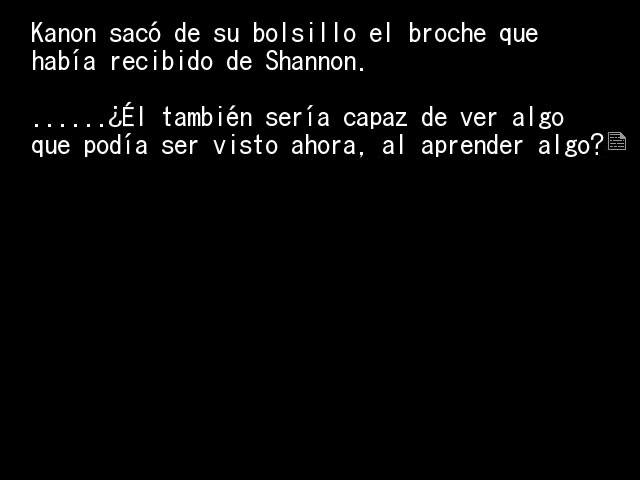 Kanon sacó de su bolsillo el broche que
había recibido de Shannon.
......¿Él también sería capaz de ver algo
que podía ser visto ahora, al aprender algo?